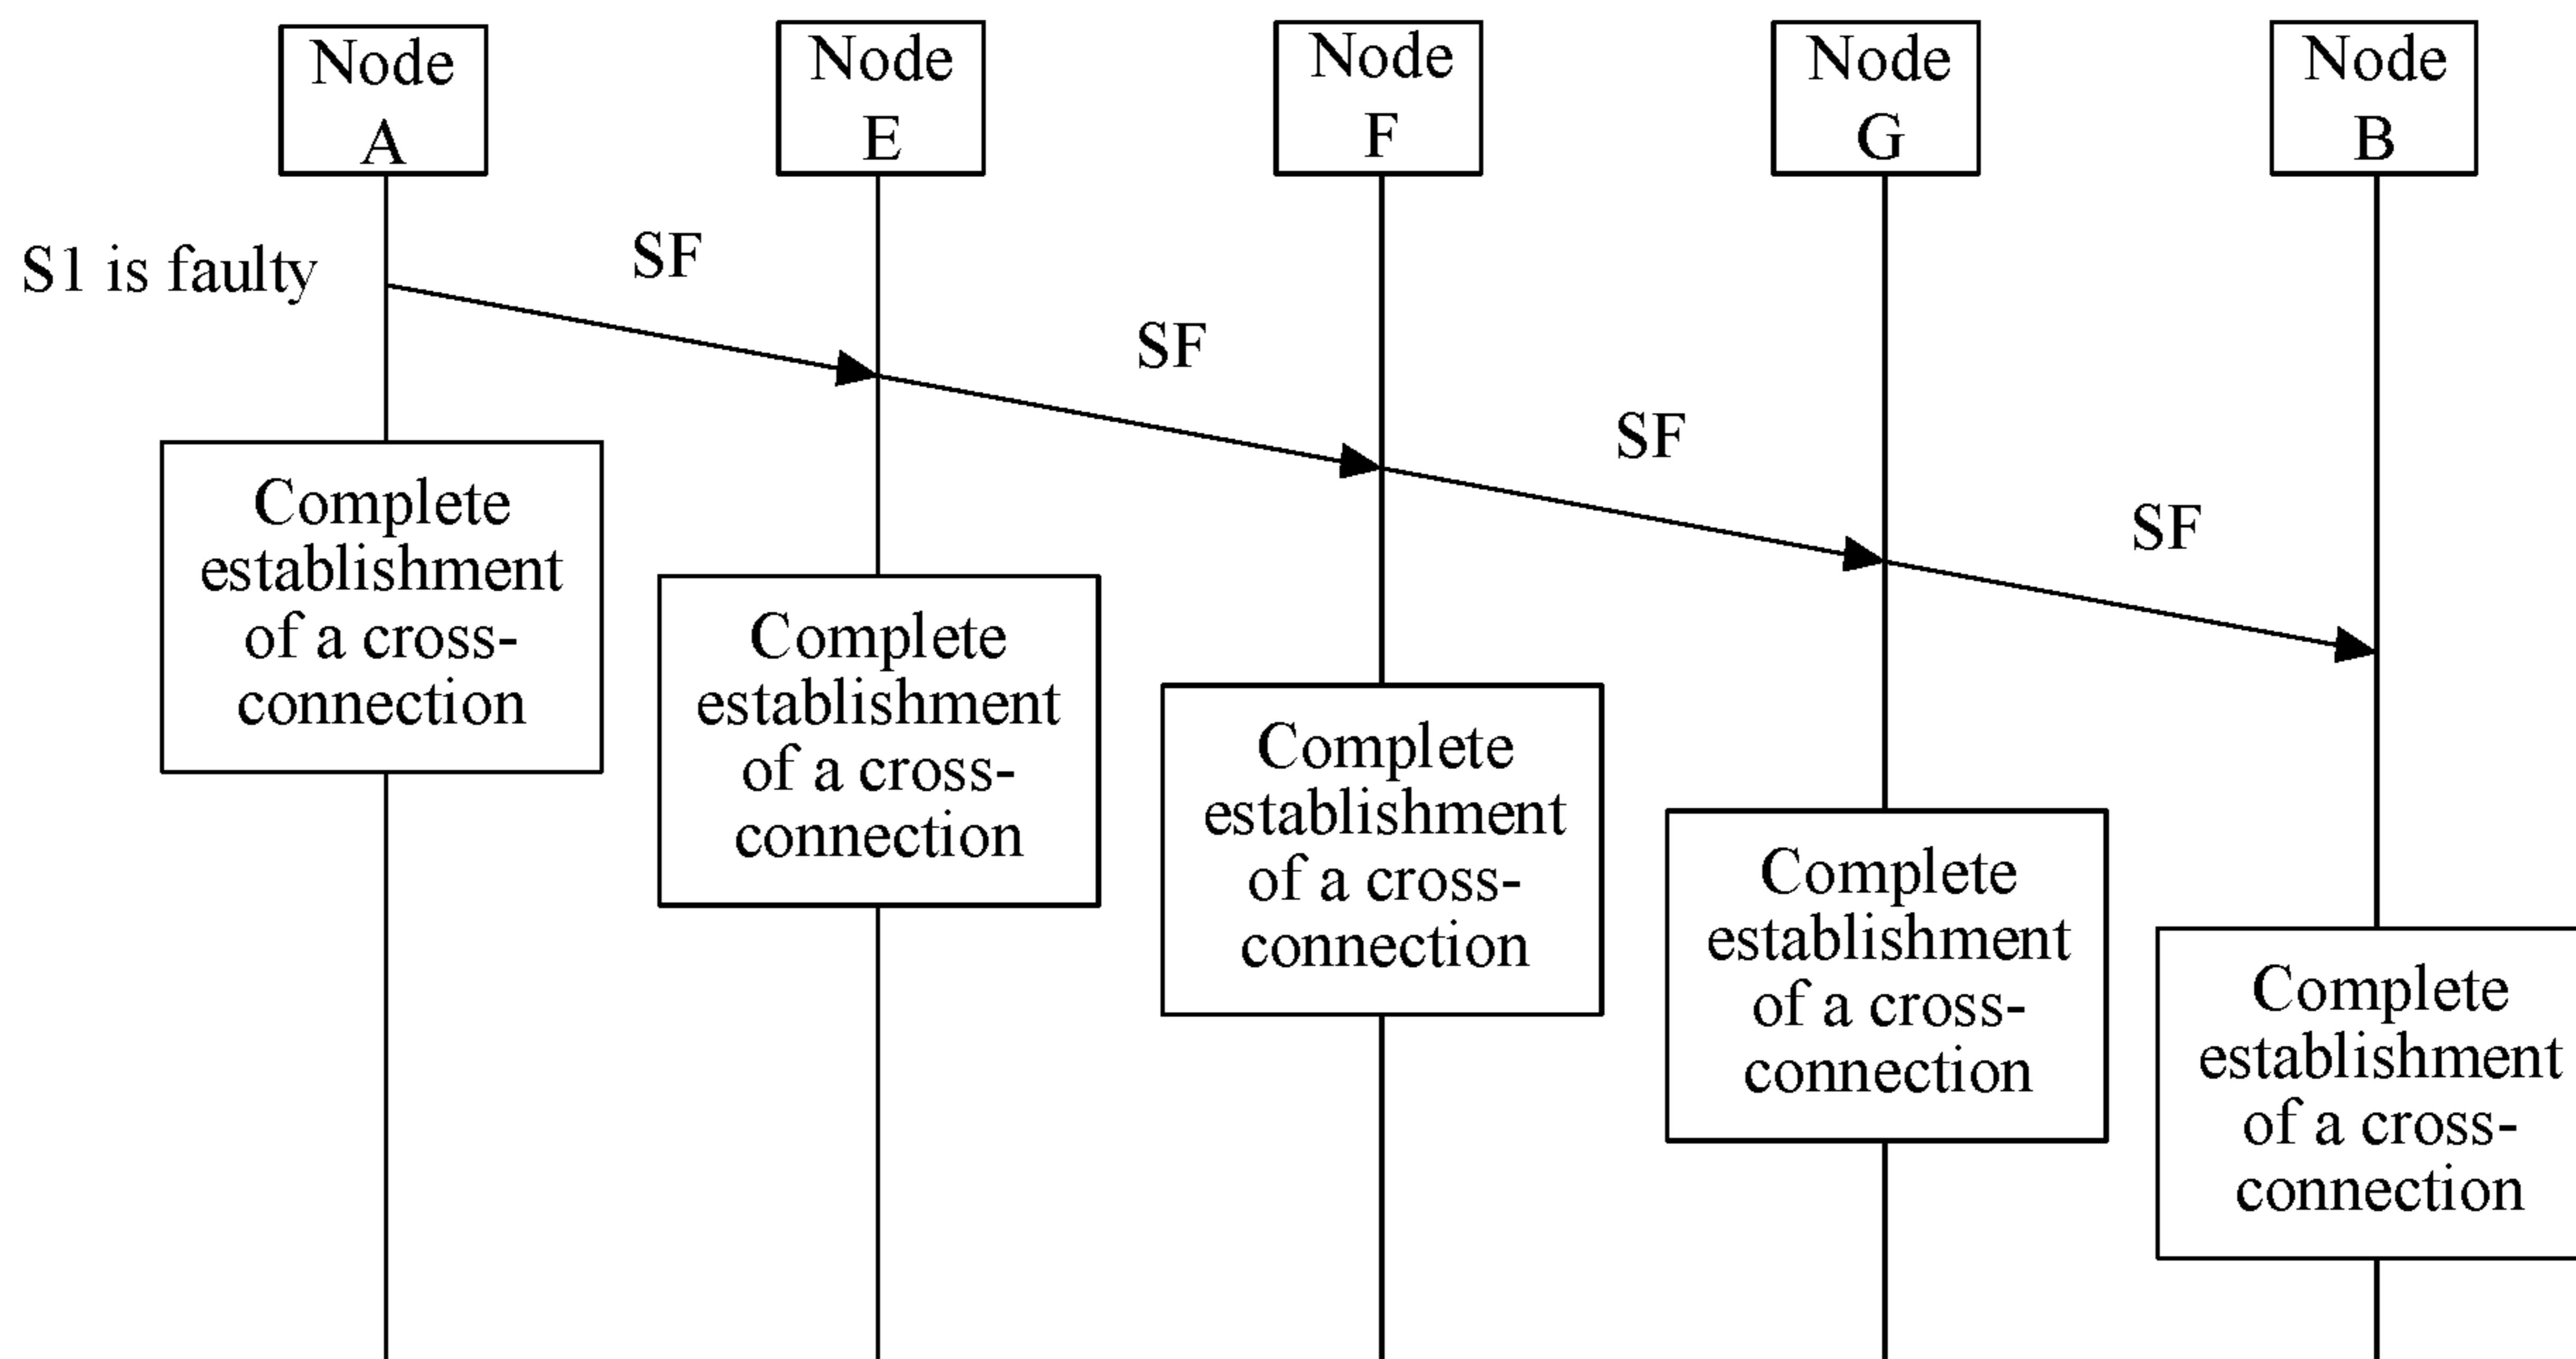 Node
A
Node
E
Node
F
Node
G
Node
B
S1 is faulty
SF
SF
SF
SF
Complete
establishment
of a cross-
connection
Complete
establishment
of a cross-
connection
Complete
establishment
of a cross-
connection
Complete
establishment
of a cross-
connection
Complete
establishment
of a cross-
connection